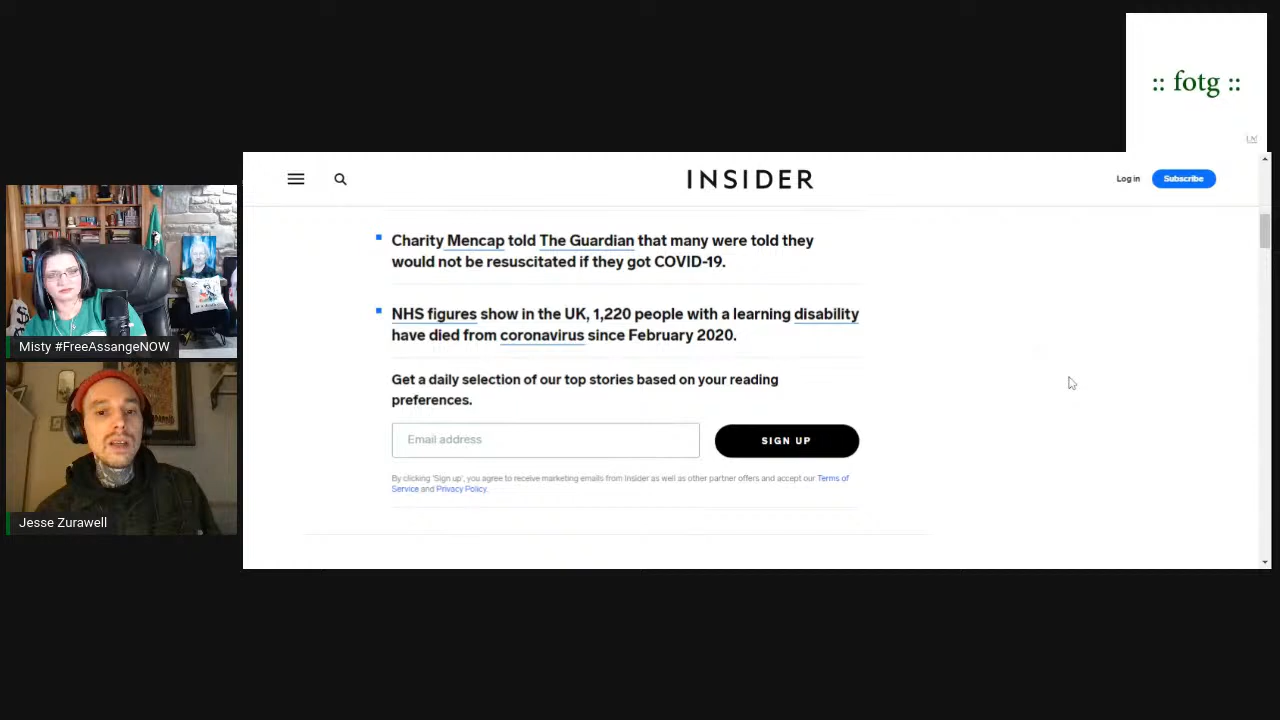 :: fotg ::
INSIDER
Log in
Subscribe
Charity Mencap told The Guardian that many were told they
would not be resuscitated if they got COVID-19.
NHS figures show in the UK, 1,220 people with a learning disability
have died from coronavirus since February 2020.
Get a daily selection of our top stories based on your reading
preferences.
Email address
SIGN UP
By clicking 'Sign up', you agree to receive marketing emails from Insider as well as other partner offers and accept our Terms of
Service and Privacy Policy.
Misty #FreeAssangeNOW
Jesse Zurawell